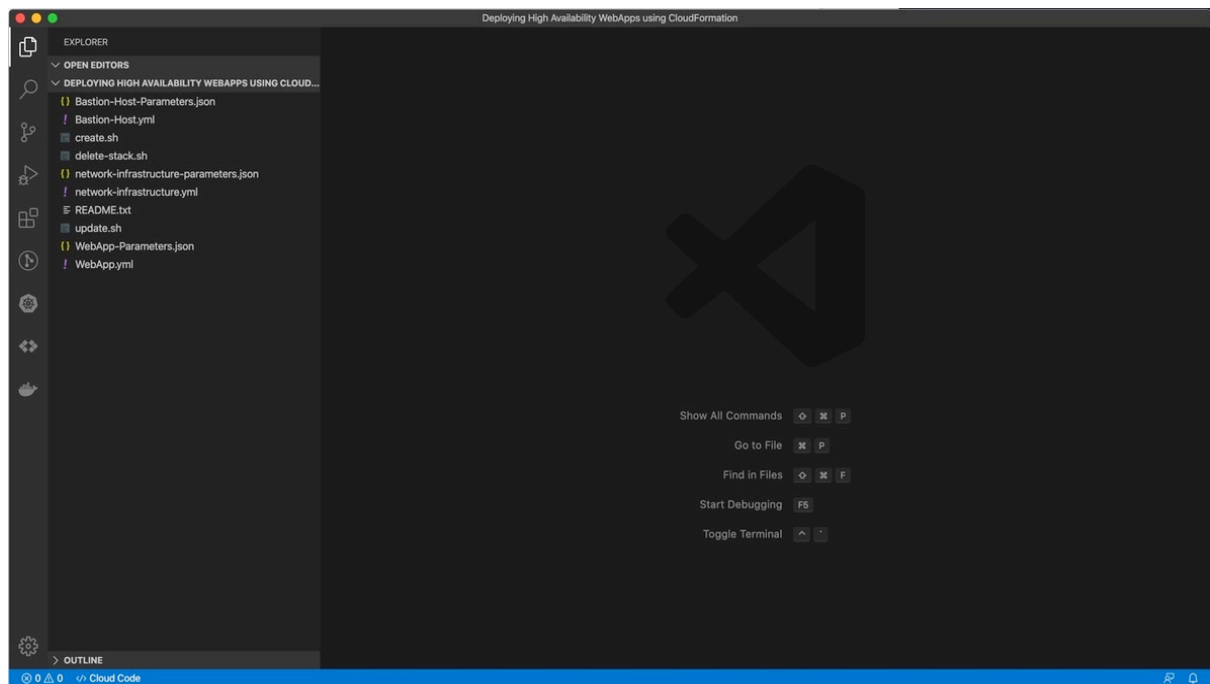 Deploying High Availability WebApps using CloudFormation
EXPLORER
OPEN EDITORS
DEPLOYING HIGH AVAILABILITY WEBAPPS USING CLOUD...
{} Bastion-Host-Parameters.json
! Bastion-Host.yml
create.sh
delete-stack.sh
{} network-infrastructure-parameters.json
! network-infrastructure.yml
README.txt
update.sh
{} WebApp-Parameters.json
! WebApp.yml
Show All Commands ⇧ ⌘ P
Go to File ⌘ P
Find in Files ⇧ ⌘ F
Start Debugging F5
Toggle Terminal ^ `
OUTLINE
0 0 </> Cloud Code